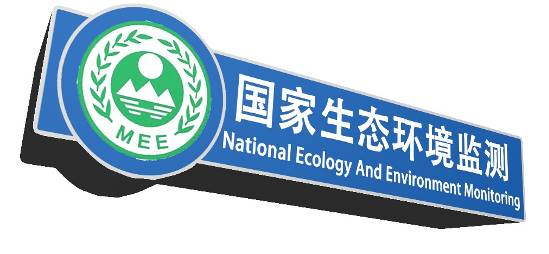 MEE
国家生态环境监测
National Ecology And Environment Monitoring